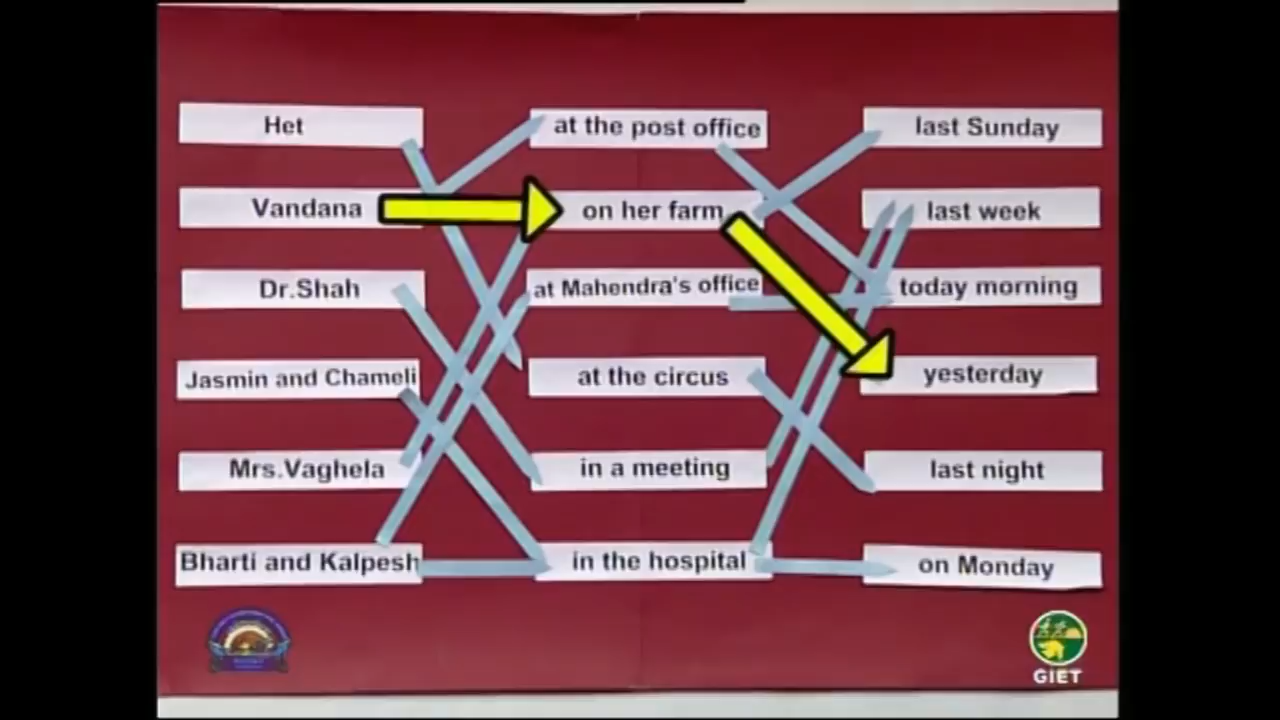 Het at the post office last Sunday
Vandana on her farm last week
Dr.Shah at Mahendra's office today morning
Jasmin and Chameli at the circus yesterday
Mrs.Vaghela in a meeting last night
Bharti and Kalpesh in the hospital on Monday
GIET